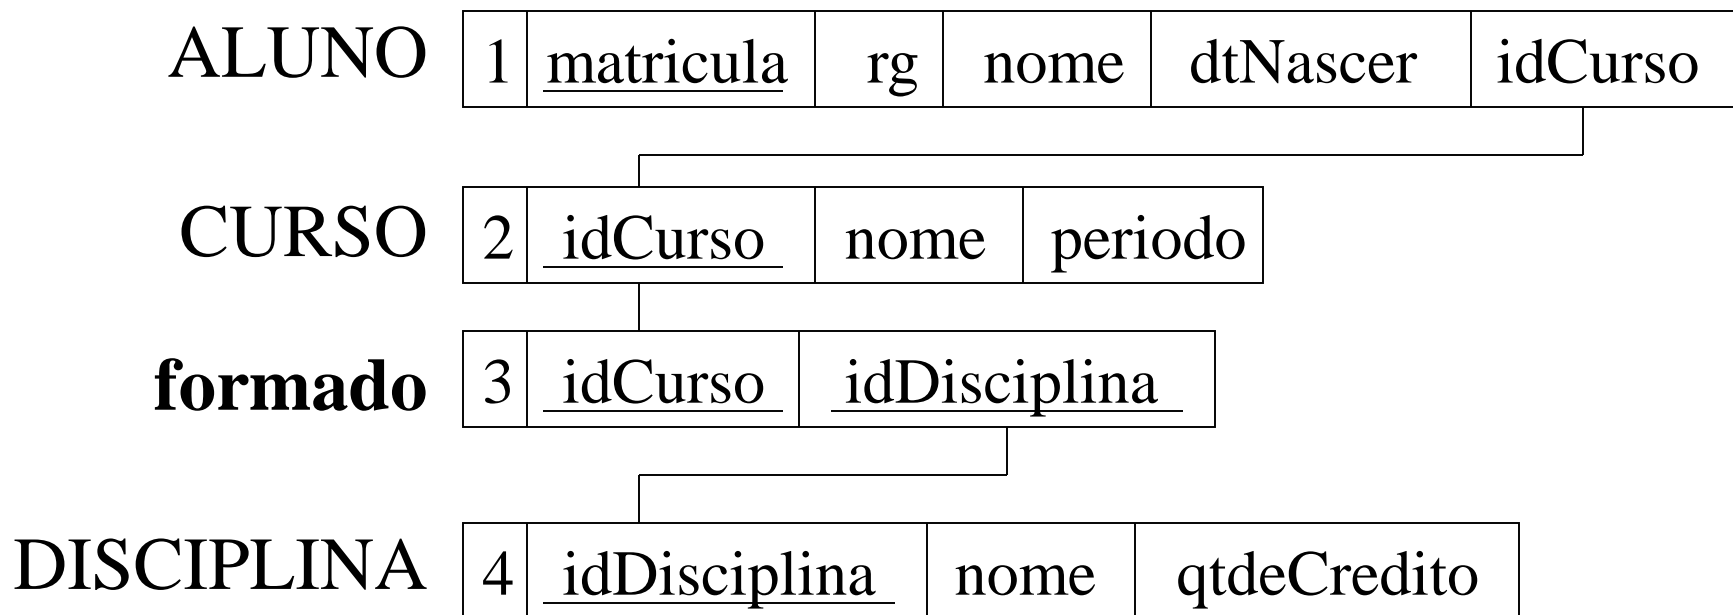 ALUNO 1 matricula rg nome dtNascer idCurso
CURSO 2 idCurso nome periodo
formado 3 idCurso idDisciplina
DISCIPLINA 4 idDisciplina nome qtdeCredito